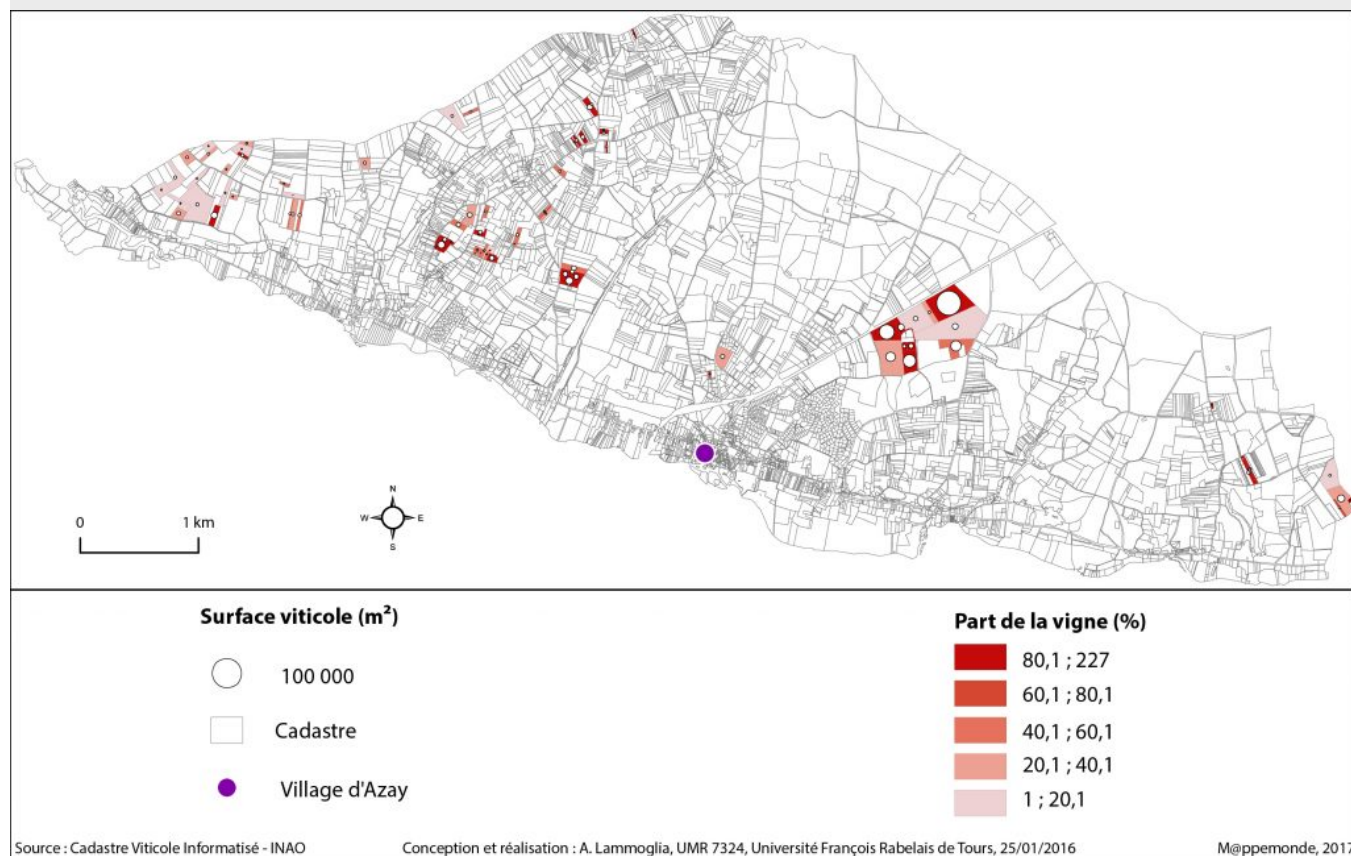 N
W E
S
0 1 km
Surface viticole (m²)
100 000
Cadastre
Village d'Azay
Part de la vigne (%)
80,1 ; 227
60,1 ; 80,1
40,1 ; 60,1
20,1 ; 40,1
1 ; 20,1
Source : Cadastre Viticole Informatisé - INAO Conception et réalisation : A. Lammoglia, UMR 7324, Université François Rabelais de Tours, 25/01/2016 M@ppemonde, 2017